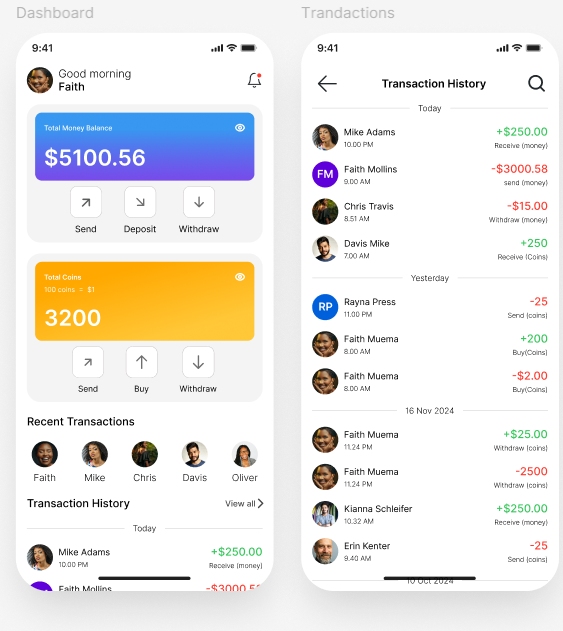 Dashboard
9:41
Good morning
Faith
Total Money Balance
$5100.56
Send
Deposit
Withdraw
Total Coins
100 coins = $1
3200
Send
Buy
Withdraw
Recent Transactions
Faith
Mike
Chris
Davis
Oliver
Transaction History
View all
Today
Mike Adams
+$250.00
10.00 PM
Receive (money)
Faith Mollins
-$3000.58
Trandactions
9:41
Transaction History
Today
Mike Adams
+$250.00
10.00 PM
Receive (money)
FM
Faith Mollins
-$3000.58
9.00 AM
send (money)
Chris Travis
-$15.00
8.51 AM
Withdraw (money)
Davis Mike
+250
7.00 AM
Receive (Coins)
Yesterday
RP
Rayna Press
-25
11.00 PM
Send (coins)
Faith Muema
+200
8.00 AM
Buy(Coins)
Faith Muema
-$2.00
8.00 AM
Buy(Coins)
16 Nov 2024
Faith Muema
+$25.00
11.24 PM
Withdraw (coins)
Faith Muema
-2500
11.24 PM
Withdraw (coins)
Kianna Schleifer
+$250.00
10.32 AM
Receive (money)
Erin Kenter
-25
9.40 AM
Send (coins)
10 Oct 2024